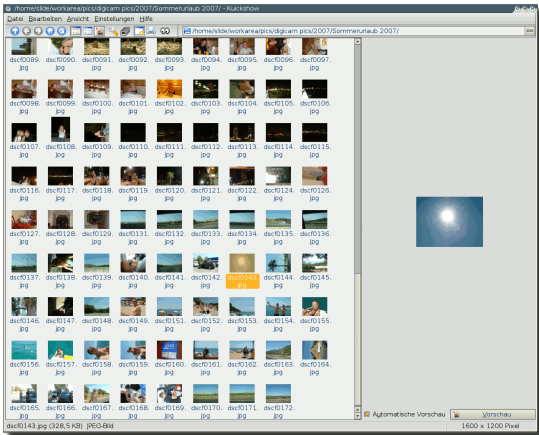 /home/slide/workarea/digicam pics/2007/Sommerurlaub 2007/ - Kuickshow
Datei Bearbeiten Ansicht Einstellungen Hilfe
/home/slide/workarea/digicam pics/2007/Sommerurlaub 2007/
dscf0089. dscf0090. dscf0091. dscf0092. dscf0093. dscf0094. dscf0095. dscf0096. dscf0097.
jpg jpg jpg jpg jpg jpg jpg jpg jpg
dscf0098. dscf0099. dscf0100. dscf0101. dscf0102. dscf0103. dscf0104. dscf0105. dscf0106.
jpg jpg jpg jpg jpg jpg jpg jpg jpg
dscf0107. dscf0108. dscf0109. dscf0110. dscf0111. dscf0112. dscf0113. dscf0114. dscf0115.
jpg jpg jpg jpg jpg jpg jpg jpg jpg
dscf0116. dscf0117. dscf0118. dscf0119. dscf0120. dscf0121. dscf0122. dscf0124. dscf0126.
jpg jpg jpg jpg jpg jpg jpg jpg jpg
dscf0127. dscf0128. dscf0129. dscf0131. dscf0132. dscf0133. dscf0134. dscf0135. dscf0136.
jpg jpg jpg jpg jpg jpg jpg jpg jpg
dscf0137. dscf0138. dscf0139. dscf0140. dscf0141. dscf0142. dscf0143. dscf0144. dscf0145.
jpg jpg jpg jpg jpg jpg jpg jpg jpg
dscf0146. dscf0147. dscf0148. dscf0149. dscf0151. dscf0152. dscf0153. dscf0154. dscf0155.
jpg jpg jpg jpg jpg jpg jpg jpg jpg
dscf0156. dscf0157. dscf0158. dscf0159. dscf0160. dscf0161. dscf0162. dscf0163. dscf0164.
jpg jpg jpg jpg jpg jpg jpg jpg jpg
dscf0165. dscf0166. dscf0167. dscf0168. dscf0169. dscf0170. dscf0171. dscf0172.
jpg jpg jpg jpg jpg jpg jpg jpg
Automatische Vorschau Vorschau
dscf0143.jpg (328,5 KB) JPEG-Bild 1600 x 1200 Pixel